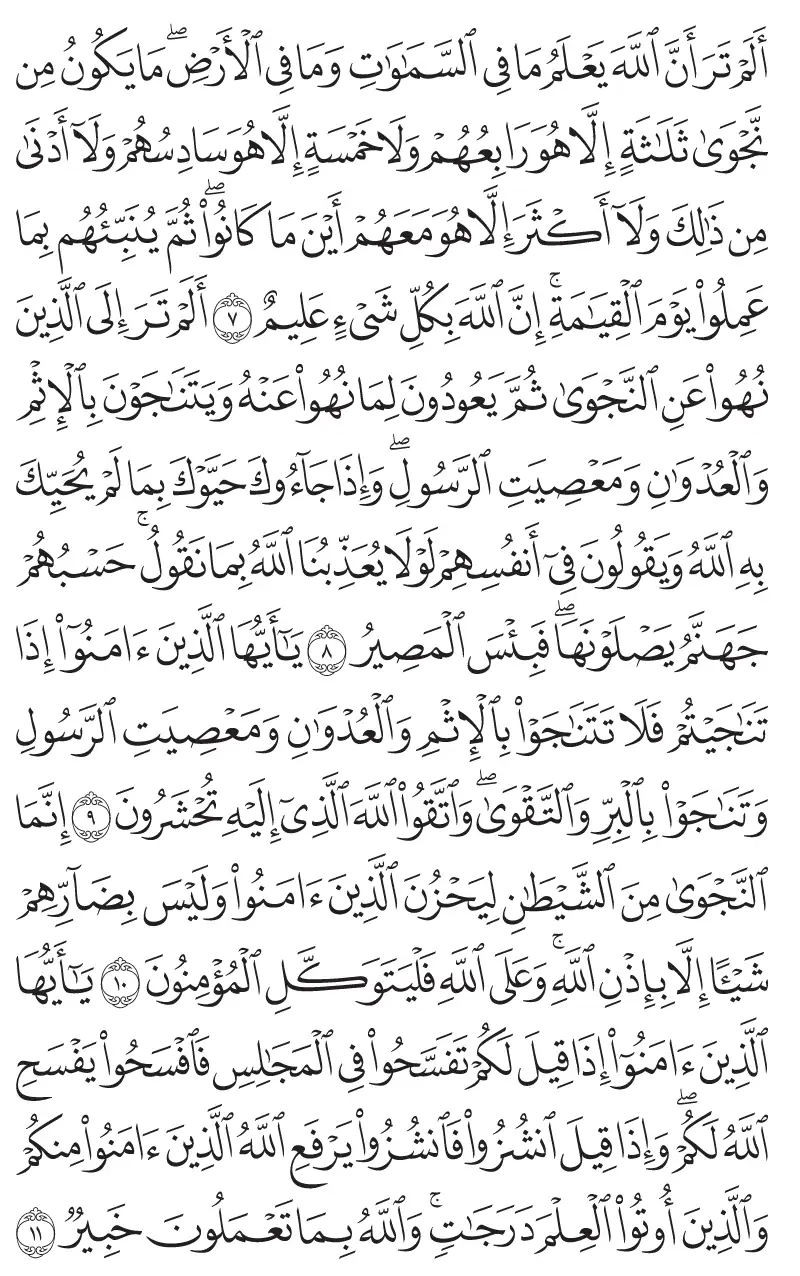 أَلَمۡ تَرَ أَنَّ ٱللَّهَ يَعۡلَمُ مَا فِي ٱلسَّمَٰوَٰتِ وَمَا فِي ٱلۡأَرۡضِۖ مَا يَكُونُ مِن
نَّجۡوَىٰ ثَلَٰثَةٍ إِلَّا هُوَ رَابِعُهُمۡ وَلَا خَمۡسَةٍ إِلَّا هُوَ سَادِسُهُمۡ وَلَآ أَدۡنَىٰ
مِن ذَٰلِكَ وَلَآ أَكۡثَرَ إِلَّا هُوَ مَعَهُمۡ أَيۡنَ مَا كَانُواْۖ ثُمَّ يُنَبِّئُهُم بِمَا
عَمِلُواْ يَوۡمَ ٱلۡقِيَٰمَةِۚ إِنَّ ٱللَّهَ بِكُلِّ شَيۡءٍ عَلِيمٌ ٧ أَلَمۡ تَرَ إِلَى ٱلَّذِينَ
نُهُواْ عَنِ ٱلنَّجۡوَىٰ ثُمَّ يَعُودُونَ لِمَا نُهُواْ عَنۡهُ وَيَتَنَٰجَوۡنَ بِٱلۡإِثۡمِ
وَٱلۡعُدۡوَٰنِ وَمَعۡصِيَتِ ٱلرَّسُولِۖ وَإِذَا جَآءُوكَ حَيَّوۡكَ بِمَا لَمۡ يُحَيِّكَ
بِهِ ٱللَّهُ وَيَقُولُونَ فِيٓ أَنفُسِهِمۡ لَوۡلَا يُعَذِّبُنَا ٱللَّهُ بِمَا نَقُولُۚ حَسۡبُهُمۡ
جَهَنَّمُ يَصۡلَوۡنَهَاۖ فَبِئۡسَ ٱلۡمَصِيرُ ٨ يَٰٓأَيُّهَا ٱلَّذِينَ ءَامَنُوٓاْ إِذَا
تَنَٰجَيۡتُمۡ فَلَا تَتَنَٰجَوۡاْ بِٱلۡإِثۡمِ وَٱلۡعُدۡوَٰنِ وَمَعۡصِيَتِ ٱلرَّسُولِ
وَتَنَٰجَوۡاْ بِٱلۡبِرِّ وَٱلتَّقۡوَىٰۖ وَٱتَّقُواْ ٱللَّهَ ٱلَّذِيٓ إِلَيۡهِ تُحۡشَرُونَ ٩ إِنَّمَا
ٱلنَّجۡوَىٰ مِنَ ٱلشَّيۡطَٰنِ لِيَحۡزُنَ ٱلَّذِينَ ءَامَنُواْ وَلَيۡسَ بِضَآرِّهِمۡ
شَيۡـًٔا إِلَّا بِإِذۡنِ ٱللَّهِۚ وَعَلَى ٱللَّهِ فَلۡيَتَوَكَّلِ ٱلۡمُؤۡمِنُونَ ١٠ يَٰٓأَيُّهَا
ٱلَّذِينَ ءَامَنُوٓاْ إِذَا قِيلَ لَكُمۡ تَفَسَّحُواْ فِي ٱلۡمَجَٰلِسِ فَٱفۡسَحُواْ يَفۡسَحِ
ٱللَّهُ لَكُمۡۖ وَإِذَا قِيلَ ٱنشُزُواْ فَٱنشُزُواْ يَرۡفَعِ ٱللَّهُ ٱلَّذِينَ ءَامَنُواْ مِنكُمۡ
وَٱلَّذِينَ أُوتُواْ ٱلۡعِلۡمَ دَرَجَٰتٖۚ وَٱللَّهُ بِمَا تَعۡمَلُونَ خَبِيرٞ ١١